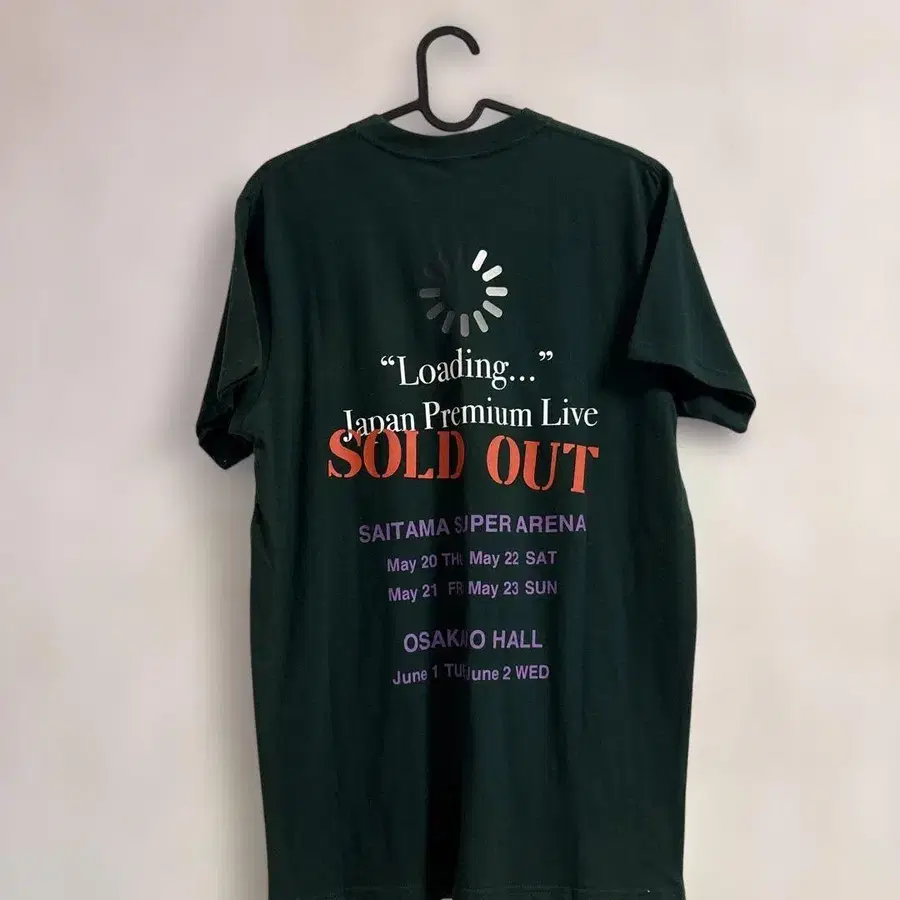 “Loading...”
Japan Premium Live
SOLD OUT
SAITAMA SUPER ARENA
May 20 THU May 22 SAT
May 21 FRI May 23 SUN
OSAKA-JO HALL
June 1 TUE June 2 WED